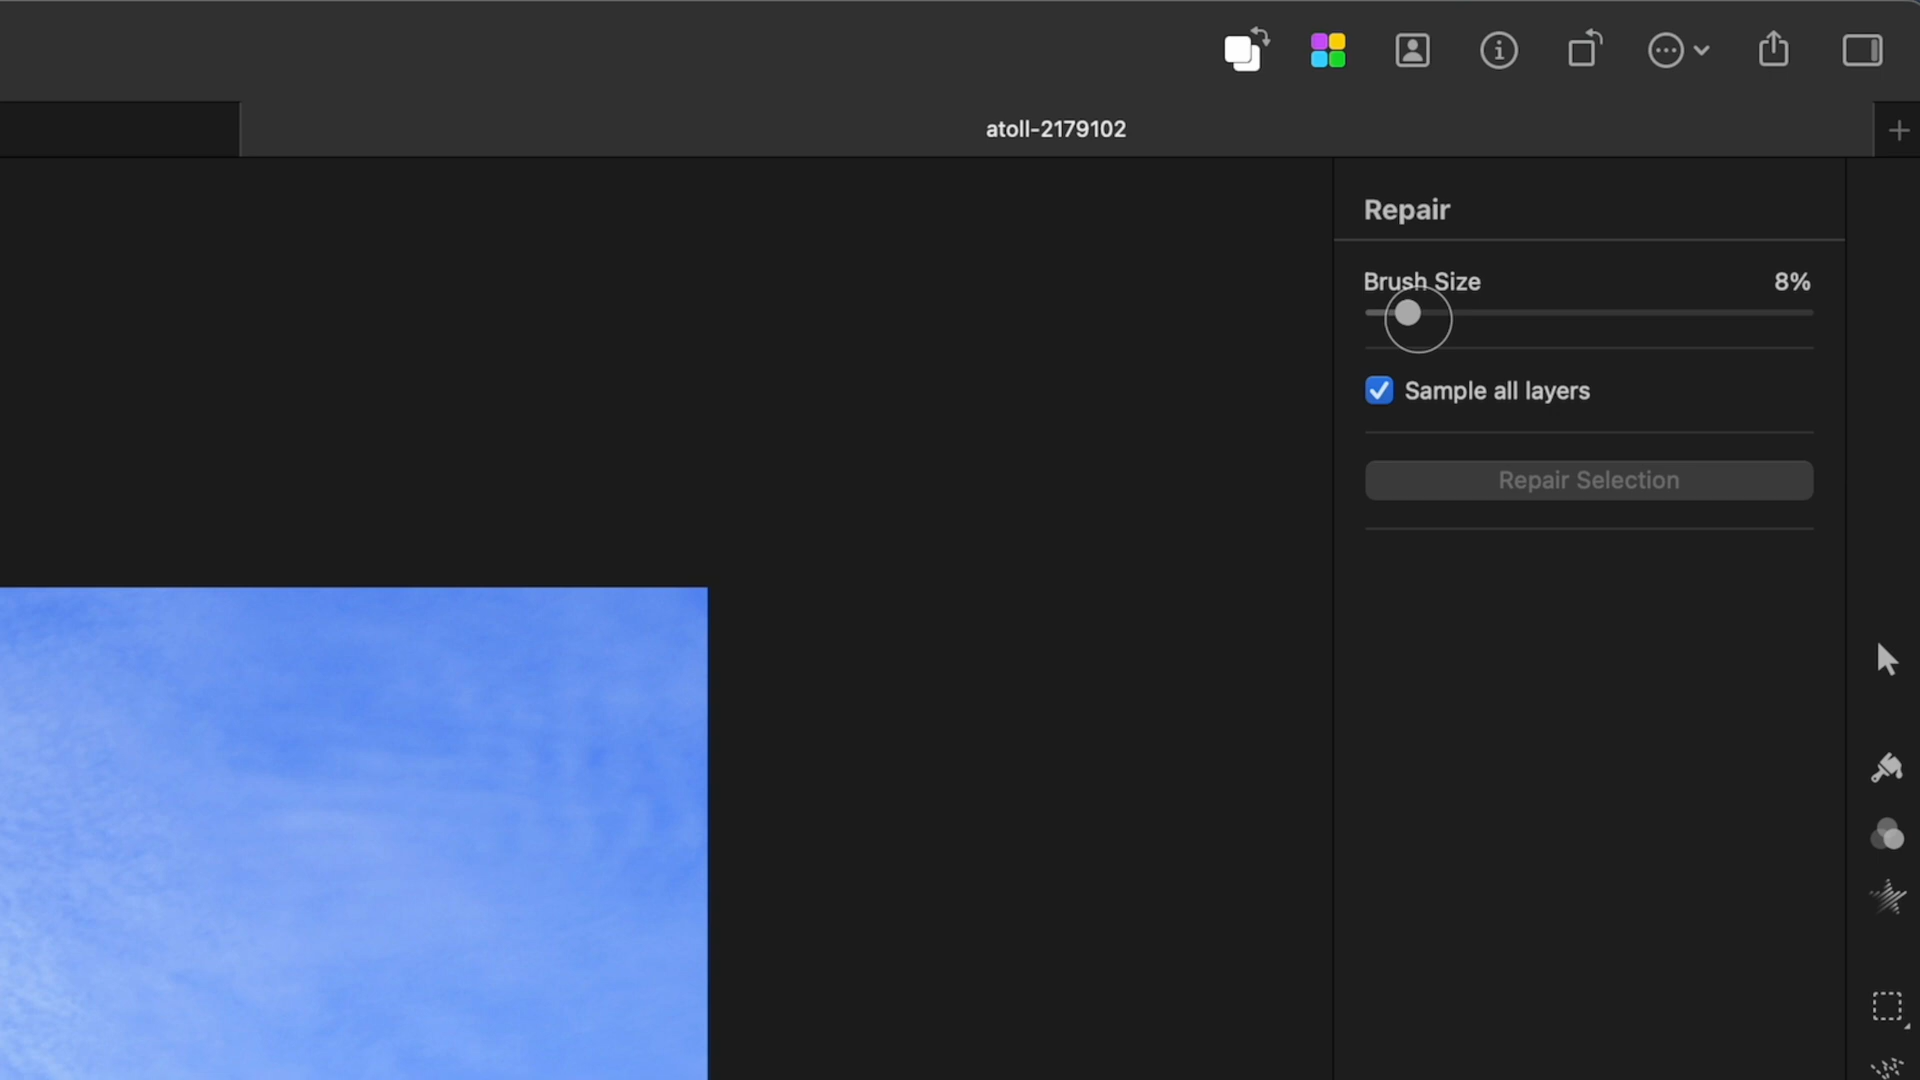 atoll-2179102
Repair
Brush Size 8%
Sample all layers
Repair Selection